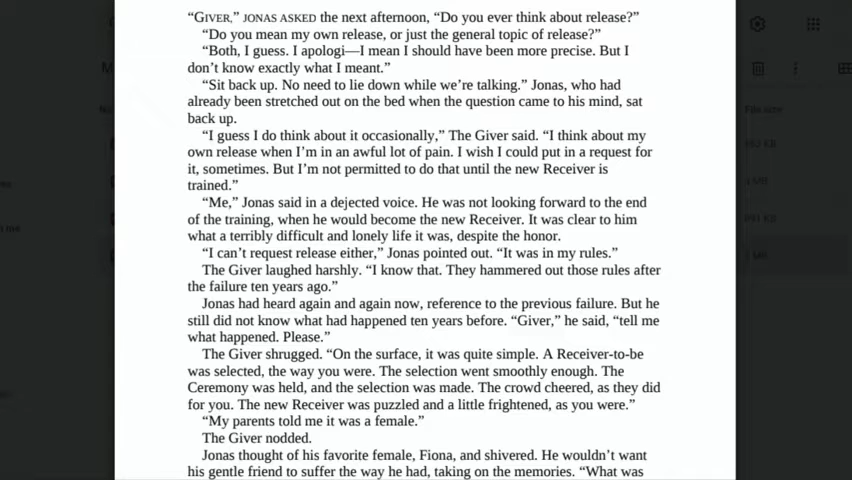 “GIVER,” JONAS ASKED the next afternoon, “Do you ever think about release?”
“Do you mean my own release, or just the general topic of release?”
“Both, I guess. I apologi—I mean I should have been more precise. But I
don’t know exactly what I meant.”
“Sit back up. No need to lie down while we’re talking.” Jonas, who had
already been stretched out on the bed when the question came to his mind, sat
back up.
“I guess I do think about it occasionally,” The Giver said. “I think about my
own release when I’m in an awful lot of pain. I wish I could put in a request for
it, sometimes. But I’m not permitted to do that until the new Receiver is
trained.”
“Me,” Jonas said in a dejected voice. He was not looking forward to the end
of the training, when he would become the new Receiver. It was clear to him
what a terribly difficult and lonely life it was, despite the honor.
“I can’t request release either,” Jonas pointed out. “It was in my rules.”
The Giver laughed harshly. “I know that. They hammered out those rules after
the failure ten years ago.”
Jonas had heard again and again now, reference to the previous failure. But he
still did not know what had happened ten years before. “Giver,” he said, “tell me
what happened. Please.”
The Giver shrugged. “On the surface, it was quite simple. A Receiver-to-be
was selected, the way you were. The selection went smoothly enough. The
Ceremony was held, and the selection was made. The crowd cheered, as they did
for you. The new Receiver was puzzled and a little frightened, as you were.”
“My parents told me it was a female.”
The Giver nodded.
Jonas thought of his favorite female, Fiona, and shivered. He wouldn’t want
his gentle friend to suffer the way he had, taking on the memories. “What was
File size